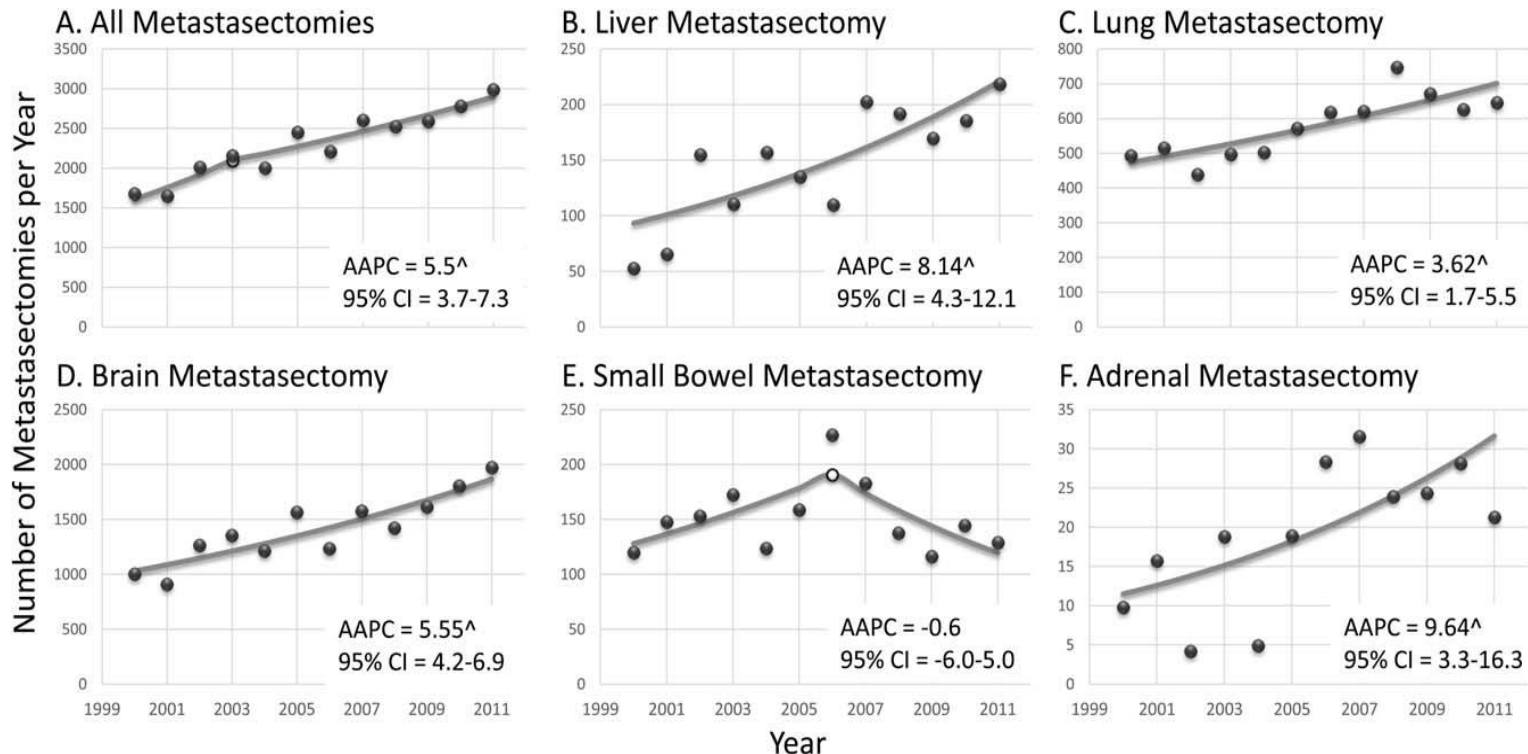 Number of Metastasectomies per Year
A. All Metastasectomies
3500
3000
2500
2000
1500
1000
500
0
AAPC = 5.5^
95% CI = 3.7-7.3
B. Liver Metastasectomy
250
200
150
100
50
0
AAPC = 8.14^
95% CI = 4.3-12.1
C. Lung Metastasectomy
800
700
600
500
400
300
200
100
0
AAPC = 3.62^
95% CI = 1.7-5.5
D. Brain Metastasectomy
2500
2000
1500
1000
500
0
AAPC = 5.55^
95% CI = 4.2-6.9
1999 2001 2003 2005 2007 2009 2011
E. Small Bowel Metastasectomy
250
200
150
100
50
0
AAPC = -0.6
95% CI = -6.0-5.0
1999 2001 2003 2005 2007 2009 2011
F. Adrenal Metastasectomy
35
30
25
20
15
10
5
0
AAPC = 9.64^
95% CI = 3.3-16.3
1999 2001 2003 2005 2007 2009 2011
Year